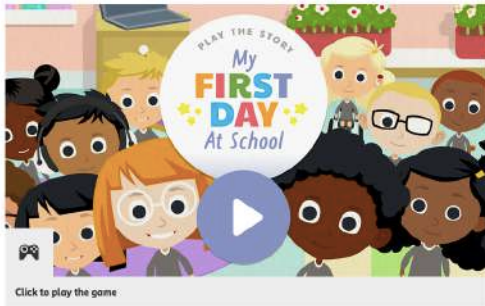 PLAY THE STORY
My
FIRST
DAY
At School
Click to play the game